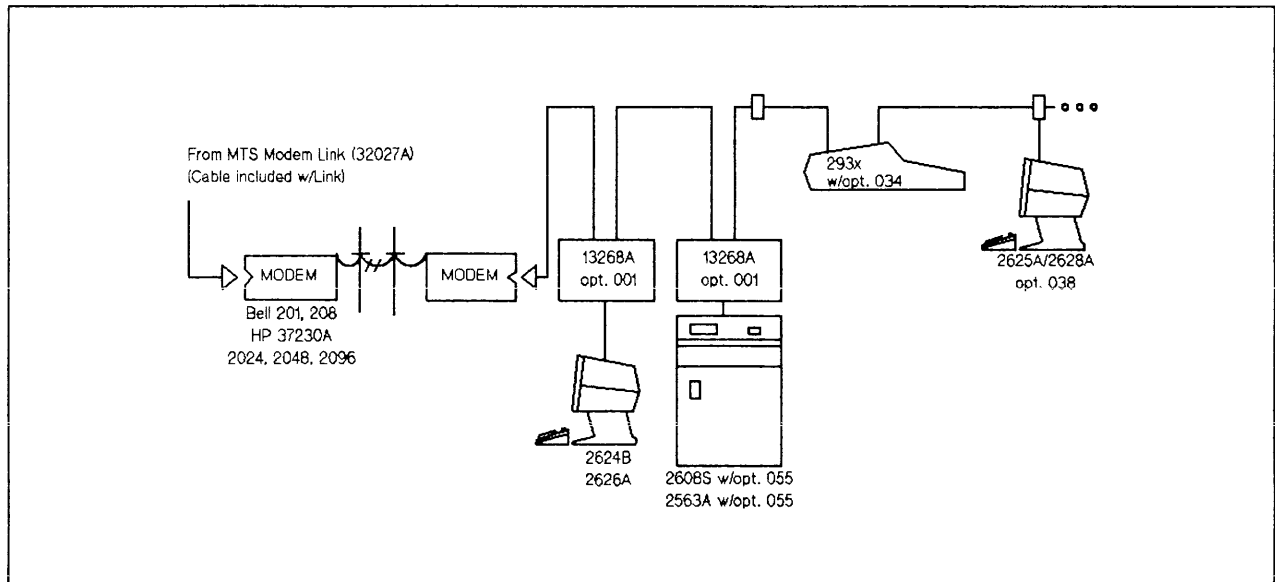 From MTS Modem Link (32027A)
(Cable included w/Link)
MODEM
Bell 201, 208
HP 37230A
2024, 2048, 2096
MODEM
13268A
opt. 001
2624B
2626A
13268A
opt. 001
2608S w/opt. 055
2563A w/opt. 055
293x
w/opt. 034
2625A/2628A
opt. 038